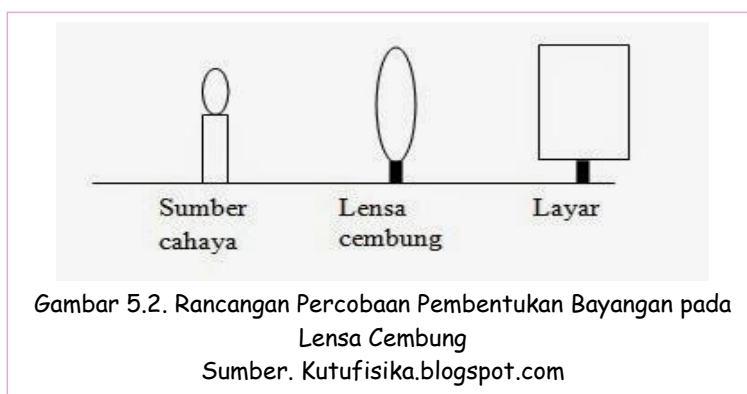 Sumber cahaya
Lensa cembung
Layar
Gambar 5.2. Rancangan Percobaan Pembentukan Bayangan pada
Lensa Cembung
Sumber. Kutufisika.blogspot.com